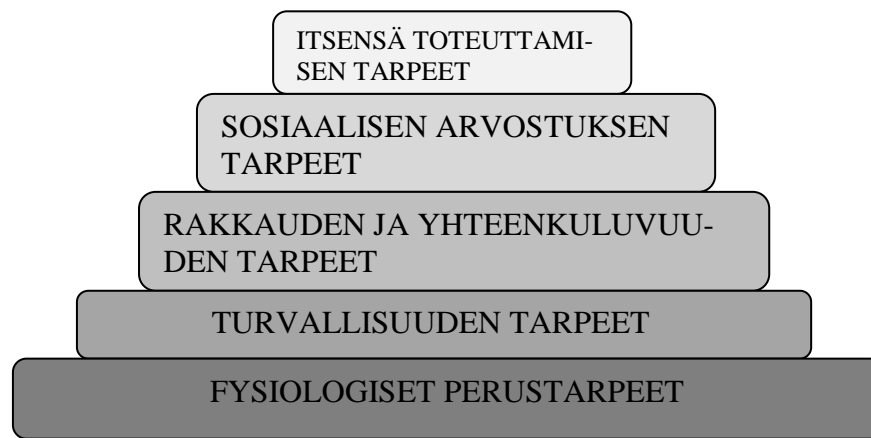 ITSENSÄ TOTEUTTAMI-
SEN TARPEET
SOSIAALISEN ARVOSTUKSEN
TARPEET
RAKKAUDEN JA YHTEENKULUVUU-
DEN TARPEET
TURVALLISUUDEN TARPEET
FYSIOLOGISET PERUSTARPEET